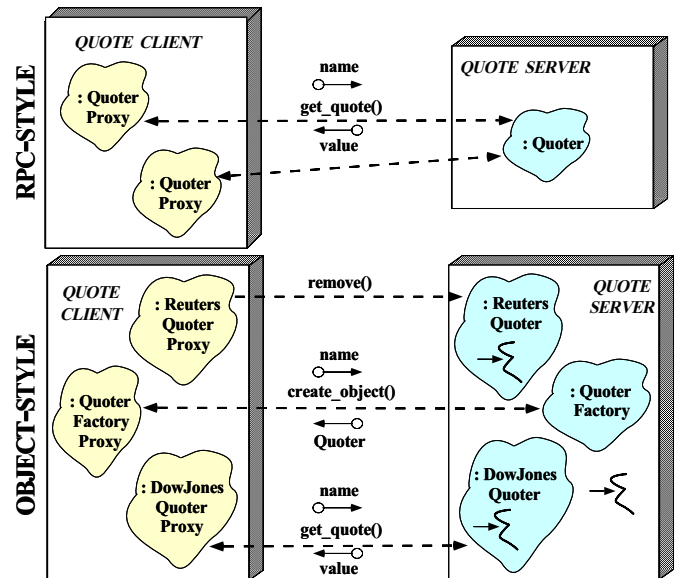 RPC-STYLE
QUOTE CLIENT
: Quoter
Proxy
: Quoter
Proxy
name
get_quote()
value
QUOTE SERVER
: Quoter
OBJECT-STYLE
QUOTE
CLIENT
: Reuters
Quoter
Proxy
: Quoter
Factory
Proxy
: DowJones
Quoter
Proxy
remove()
name
create_object()
Quoter
name
get_quote()
value
QUOTE
SERVER
: Reuters
Quoter
: Quoter
Factory
: DowJones
Quoter